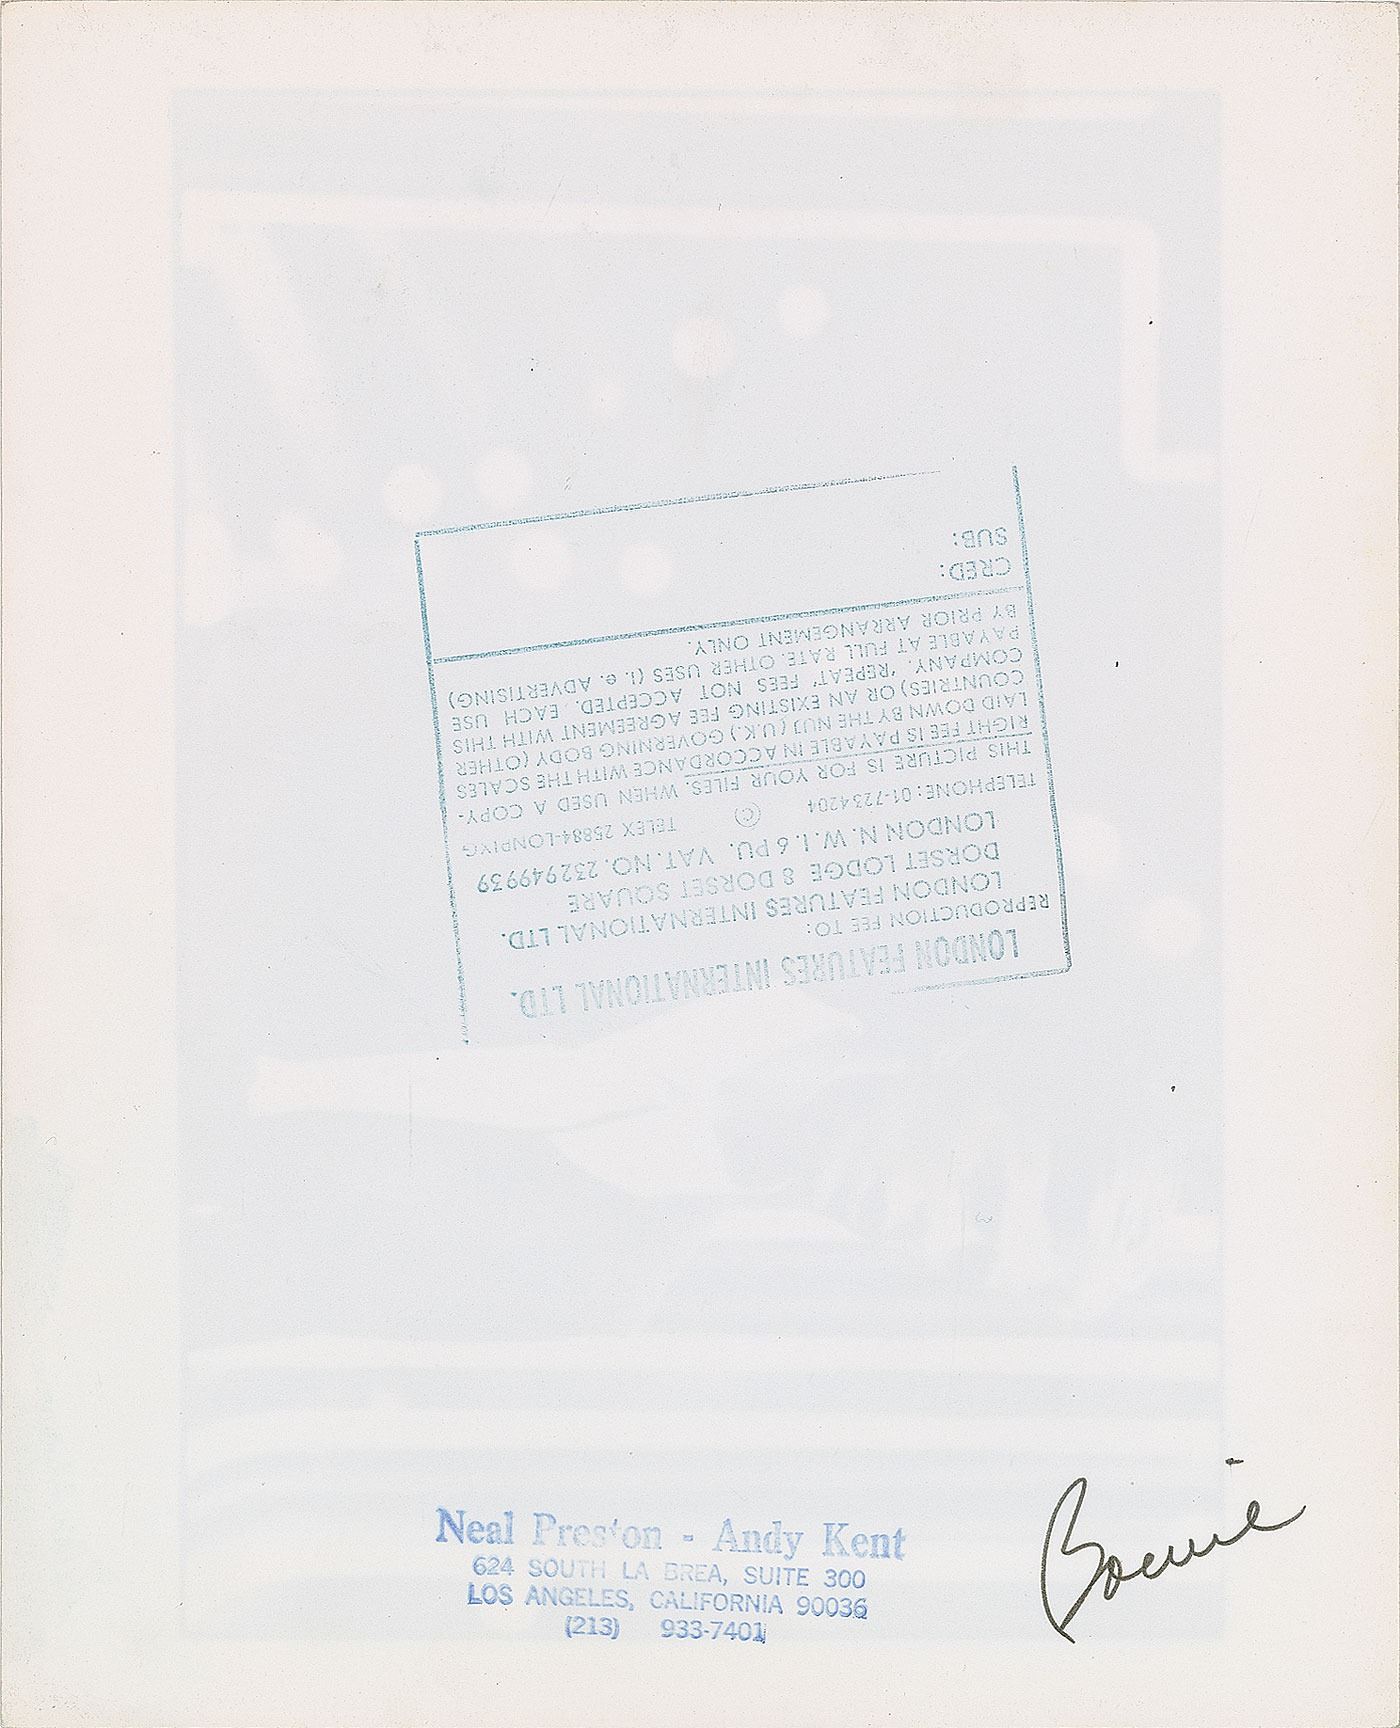 LONDON FEATURES INTERNATIONAL LTD.
REPRODUCTION FEE TO:
LONDON FEATURES INTERNATIONAL LTD.
DORSET LODGE 8 DORSET SQUARE
LONDON N.W.1. 6 PU. VAT. NO. 232949939
TELEPHONE: 01-7234204 © TELEX 25884-LONPIYG
THIS PICTURE IS FOR YOUR FILES. WHEN USED A COPY-
RIGHT FEE IS PAYABLE IN ACCORDANCE WITH THE SCALES
LAID DOWN BY THE NUJ (U.K.) GOVERNING BODY (OTHER
COUNTRIES) OR AN EXISTING FEE AGREEMENT WITH THIS
COMPANY. "REPEAT" FEES NOT ACCEPTED. EACH USE
PAYABLE AT FULL RATE. OTHER USES (i. e. ADVERTISING)
BY PRIOR ARRANGEMENT ONLY.
CRED:
SUB:
Neal Preston - Andy Kent
624 SOUTH LA BREA, SUITE 300
LOS ANGELES, CALIFORNIA 90036
(213) 933-7401
Bowie